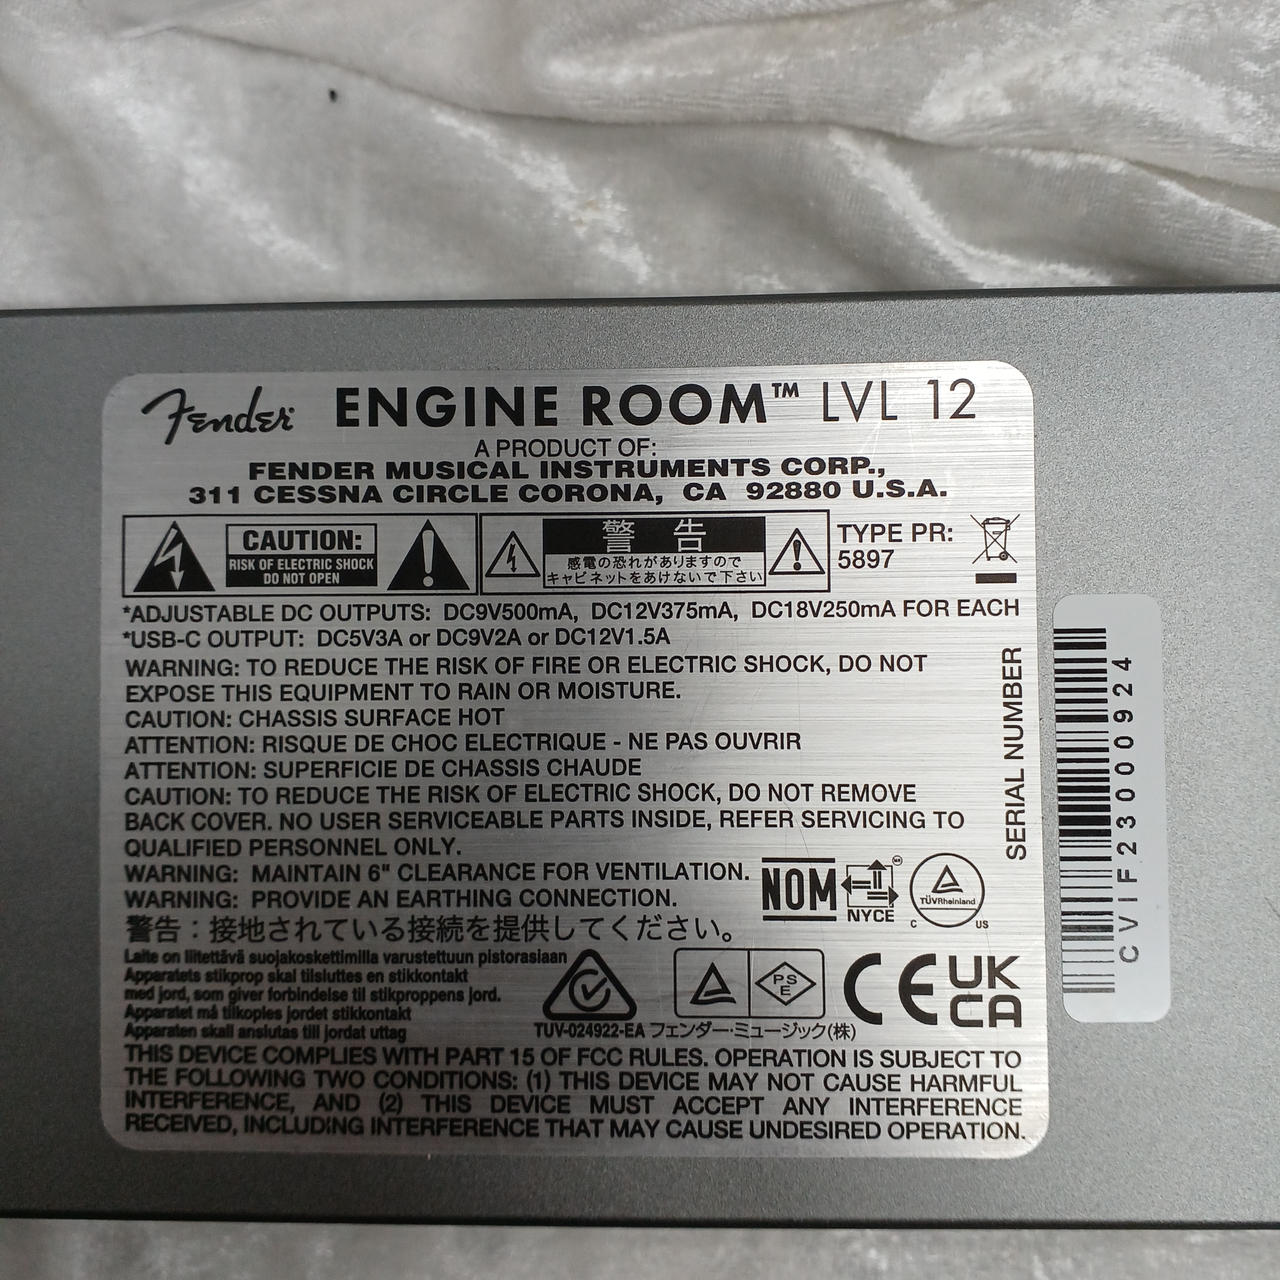 Fender ENGINE ROOM™ LVL 12
A PRODUCT OF:
FENDER MUSICAL INSTRUMENTS CORP.,
311 CESSNA CIRCLE CORONA, CA 92880 U.S.A.
CAUTION:
RISK OF ELECTRIC SHOCK
DO NOT OPEN
警告
感電の恐れがありますので
キャビネットをあけないで下さい
TYPE PR:
5897
*ADJUSTABLE DC OUTPUTS: DC9V500mA, DC12V375mA, DC18V250mA FOR EACH
*USB-C OUTPUT: DC5V3A or DC9V2A or DC12V1.5A
WARNING: TO REDUCE THE RISK OF FIRE OR ELECTRIC SHOCK, DO NOT
EXPOSE THIS EQUIPMENT TO RAIN OR MOISTURE.
CAUTION: CHASSIS SURFACE HOT
ATTENTION: RISQUE DE CHOC ELECTRIQUE - NE PAS OUVRIR
ATTENTION: SUPERFICIE DE CHASSIS CHAUDE
CAUTION: TO REDUCE THE RISK OF ELECTRIC SHOCK, DO NOT REMOVE
BACK COVER. NO USER SERVICEABLE PARTS INSIDE, REFER SERVICING TO
QUALIFIED PERSONNEL ONLY.
WARNING: MAINTAIN 6" CLEARANCE FOR VENTILATION.
WARNING: PROVIDE AN EARTHING CONNECTION.
警告：接地されている接続を提供してください。
NOM
NYCE
TÜVRheinland
C US
Laite on liitettävä suojakoskettimilla varustettuun pistorasiaan
Apparatets stikprop skal tilsluttes en stikkontakt
med jord, som giver forbindelse til stikproppens jord.
Apparatet må tilkoples jordet stikkontakt
Apparaten skall anslutas till jordat uttag
TUV-024922-EA フェンダー・ミュージック(株)
PS
E
CE
UK
CA
THIS DEVICE COMPLIES WITH PART 15 OF FCC RULES. OPERATION IS SUBJECT TO
THE FOLLOWING TWO CONDITIONS: (1) THIS DEVICE MAY NOT CAUSE HARMFUL
INTERFERENCE, AND (2) THIS DEVICE MUST ACCEPT ANY INTERFERENCE
RECEIVED, INCLUDING INTERFERENCE THAT MAY CAUSE UNDESIRED OPERATION.
SERIAL NUMBER
CVIF23000924